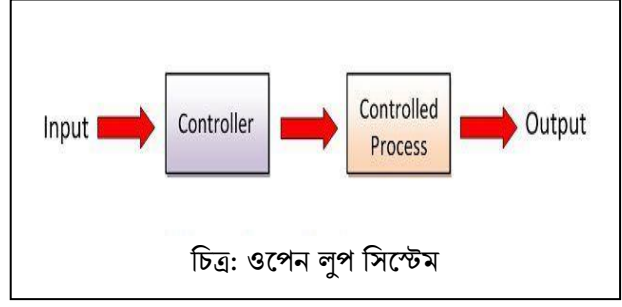 Input Controller Controlled Process Output
চিত্র: ওপেন লুপ সিস্টেম